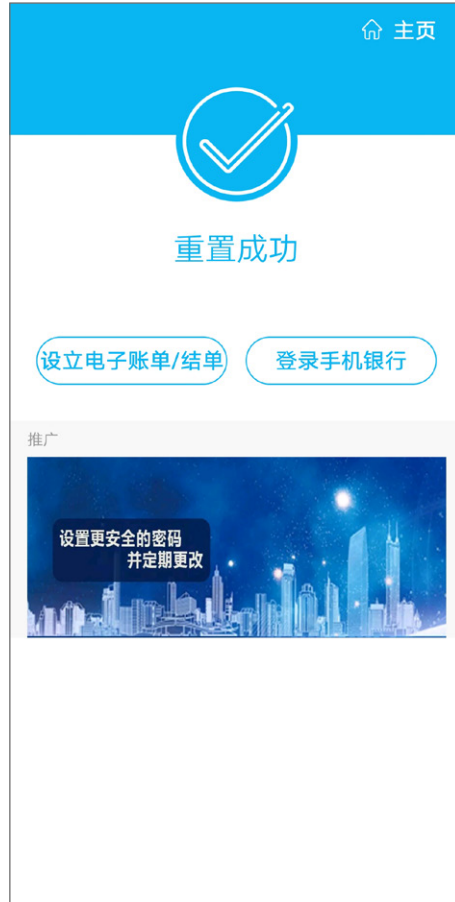 主页
重置成功
设立电子账单/结单
登录手机银行
推广
设置更安全的密码
并定期更改